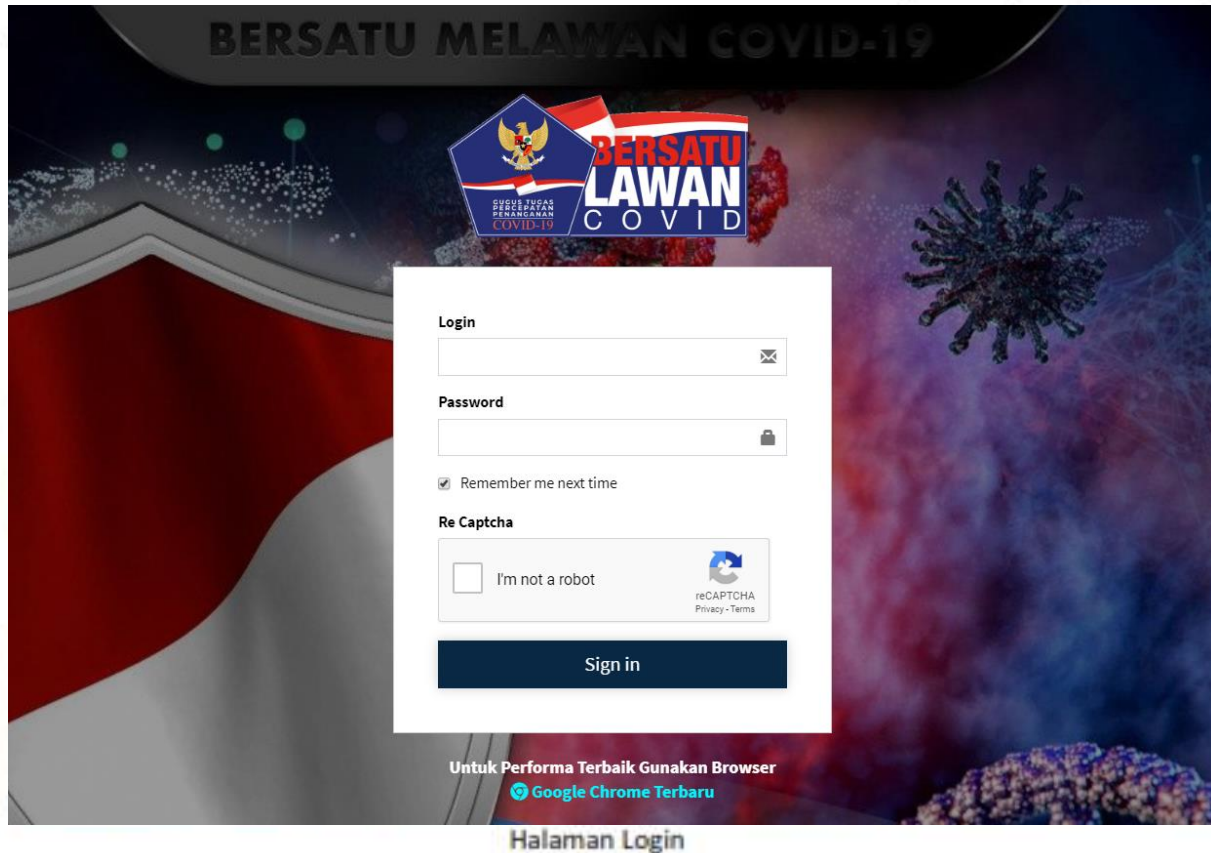 BERSATU MELAWAN COVID-19
BERSATU
LAWAN
COVID
GUGUS TUGAS
PERCEPATAN
PENANGANAN
COVID-19
Login
Password
Remember me next time
Re Captcha
I'm not a robot
reCAPTCHA
Privacy - Terms
Sign in
Untuk Performa Terbaik Gunakan Browser
Google Chrome Terbaru
Halaman Login